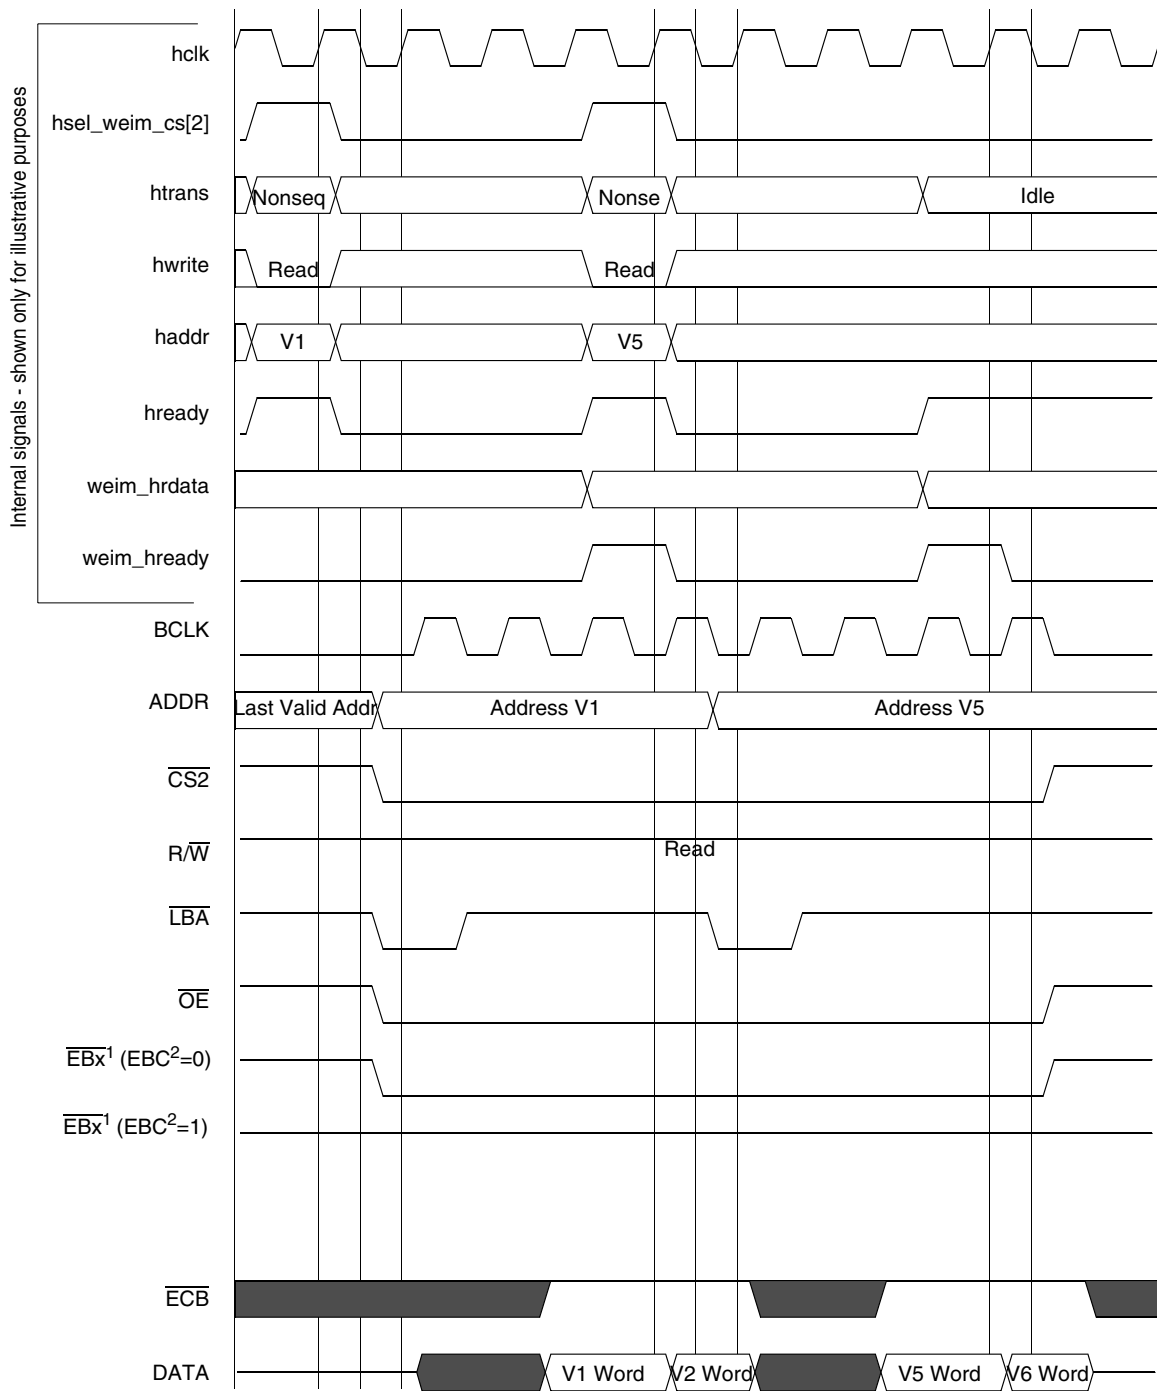 Internal signals - shown only for illustrative purposes
hclk
hsel_weim_cs[2]
htrans
Nonseq
Nonse
Idle
hwrite
Read
Read
haddr
V1
V5
hready
weim_hrdata
weim_hready
BCLK
ADDR
Last Valid Addr
Address V1
Address V5
CS2
R/W
Read
LBA
OE
EBx¹ (EBC²=0)
EBx¹ (EBC²=1)
ECB
DATA
V1 Word
V2 Word
V5 Word
V6 Word